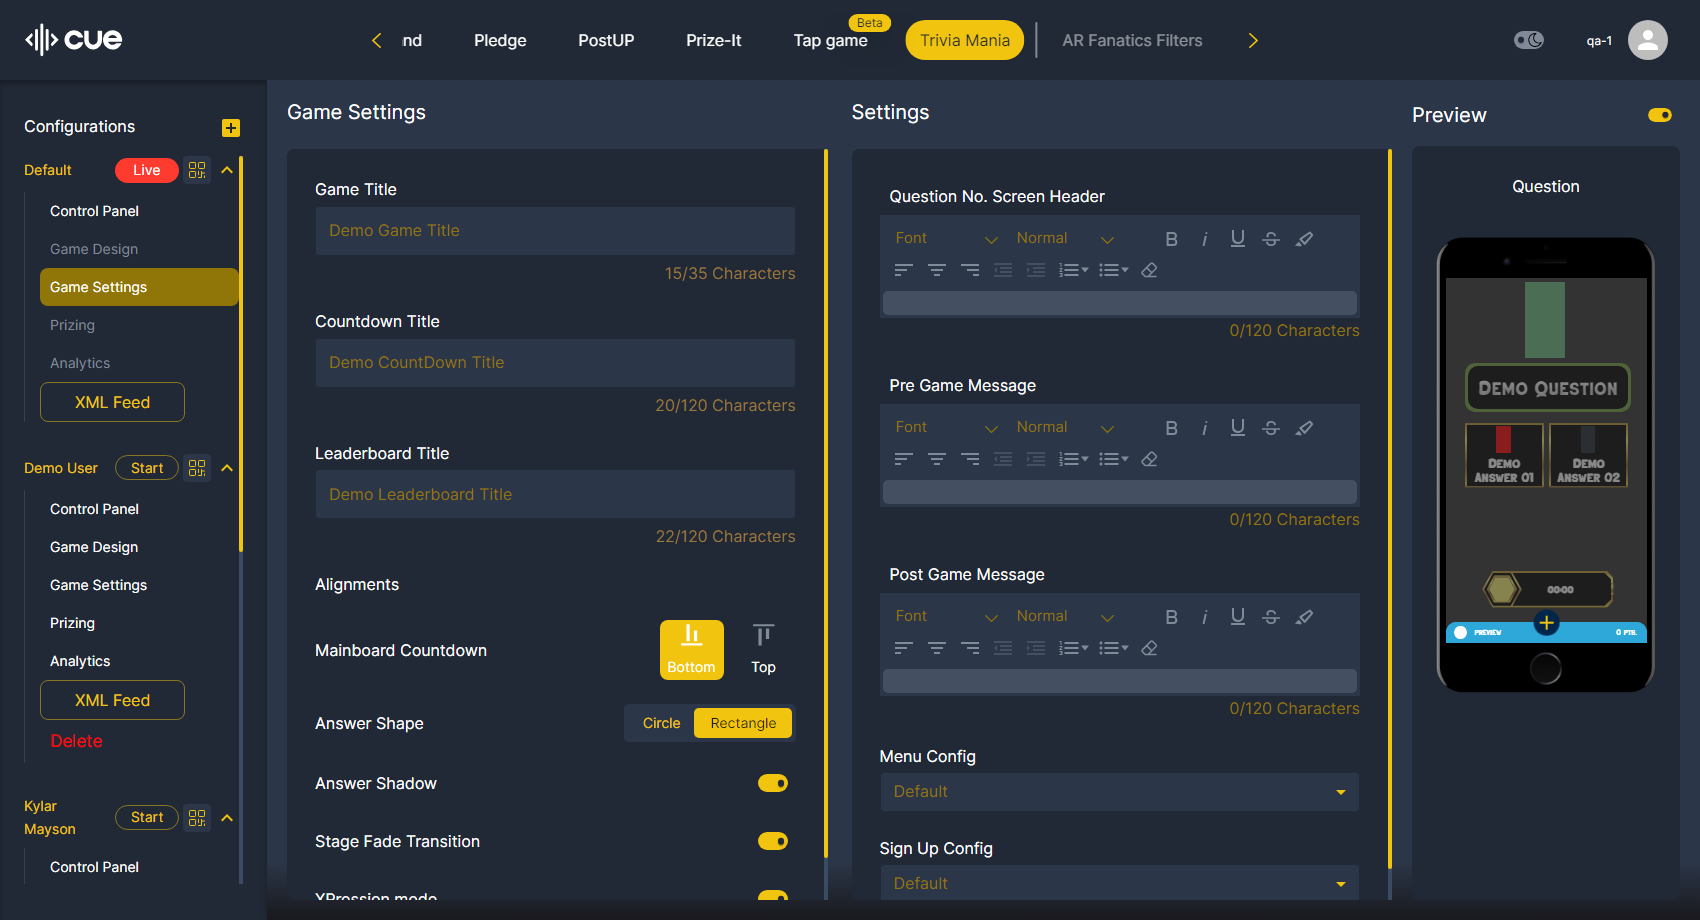 cue
nd
Pledge
PostUP
Prize-It
Tap game
Beta
Trivia Mania
AR Fanatics Filters
qa-1
Configurations
Default
Live
Control Panel
Game Design
Game Settings
Prizing
Analytics
XML Feed
Demo User
Start
Control Panel
Game Design
Game Settings
Prizing
Analytics
XML Feed
Delete
Kylar
Mayson
Start
Control Panel
Game Settings
Game Title
Demo Game Title
15/35 Characters
Countdown Title
Demo CountDown Title
20/120 Characters
Leaderboard Title
Demo Leaderboard Title
22/120 Characters
Alignments
Mainboard Countdown
Bottom
Top
Answer Shape
Circle
Rectangle
Answer Shadow
Stage Fade Transition
XPression mode
Settings
Question No. Screen Header
Font
Normal
B i U S
0/120 Characters
Pre Game Message
Font
Normal
B i U S
0/120 Characters
Post Game Message
Font
Normal
B i U S
0/120 Characters
Menu Config
Default
Sign Up Config
Default
Preview
Question
Demo Question
Demo
Answer 01
Demo
Answer 02
00:00
PREVIEW
0 PTS.